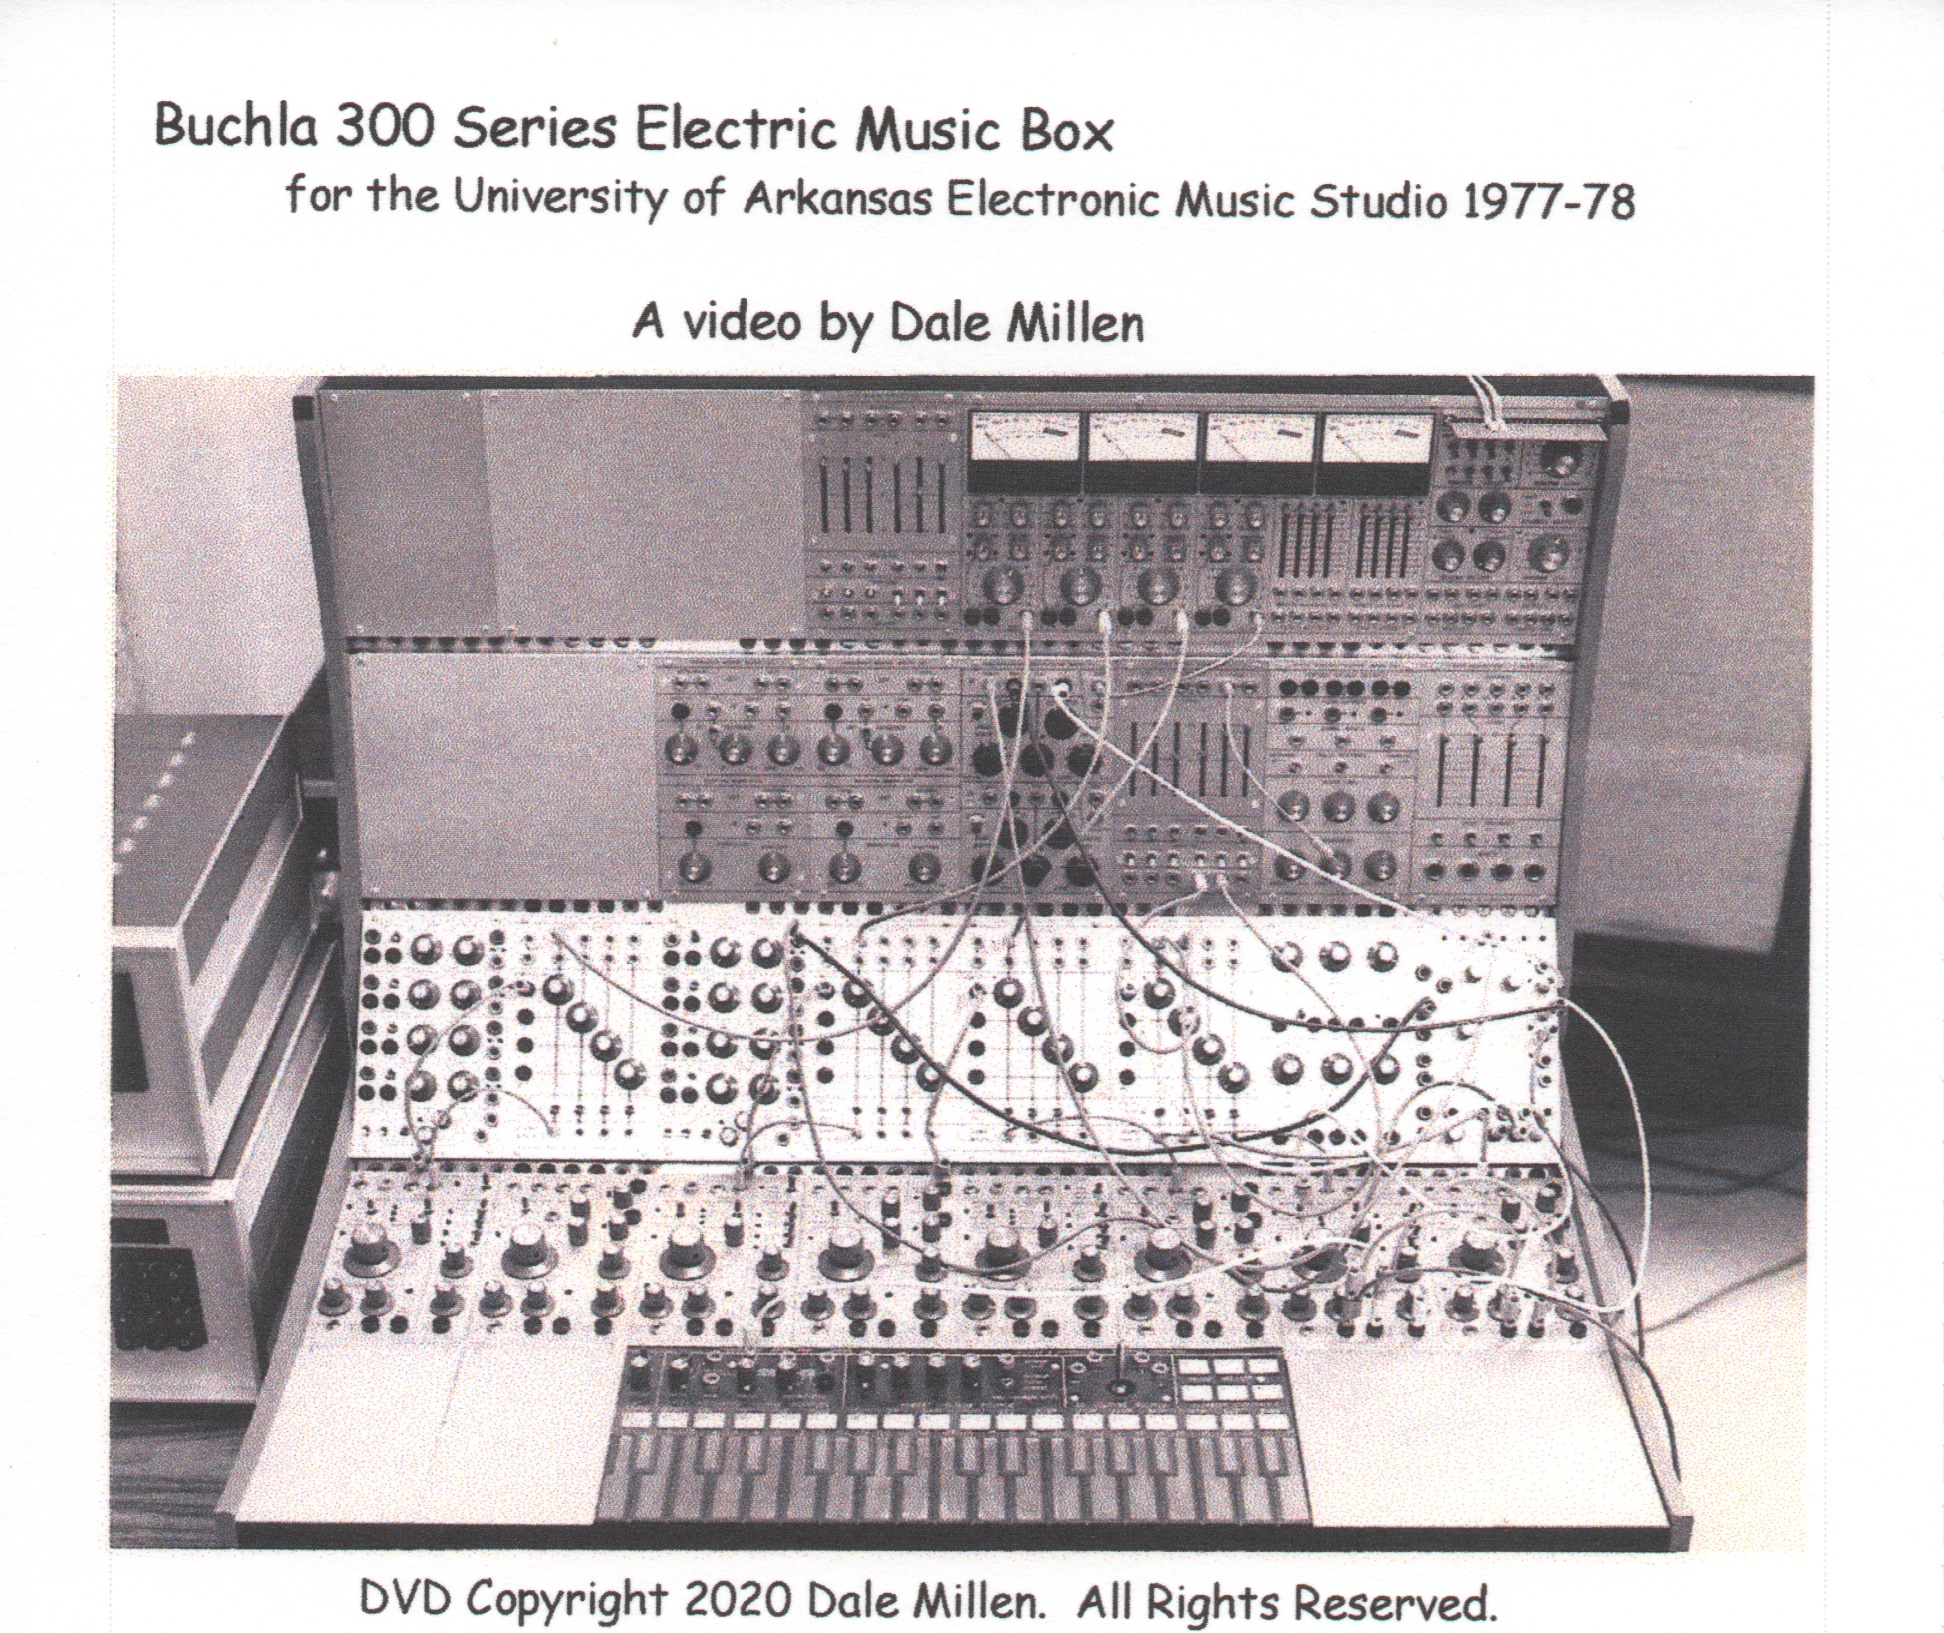 Buchla 300 Series Electric Music Box
for the University of Arkansas Electronic Music Studio 1977-78
A video by Dale Millen
DVD Copyright 2020 Dale Millen.  All Rights Reserved.